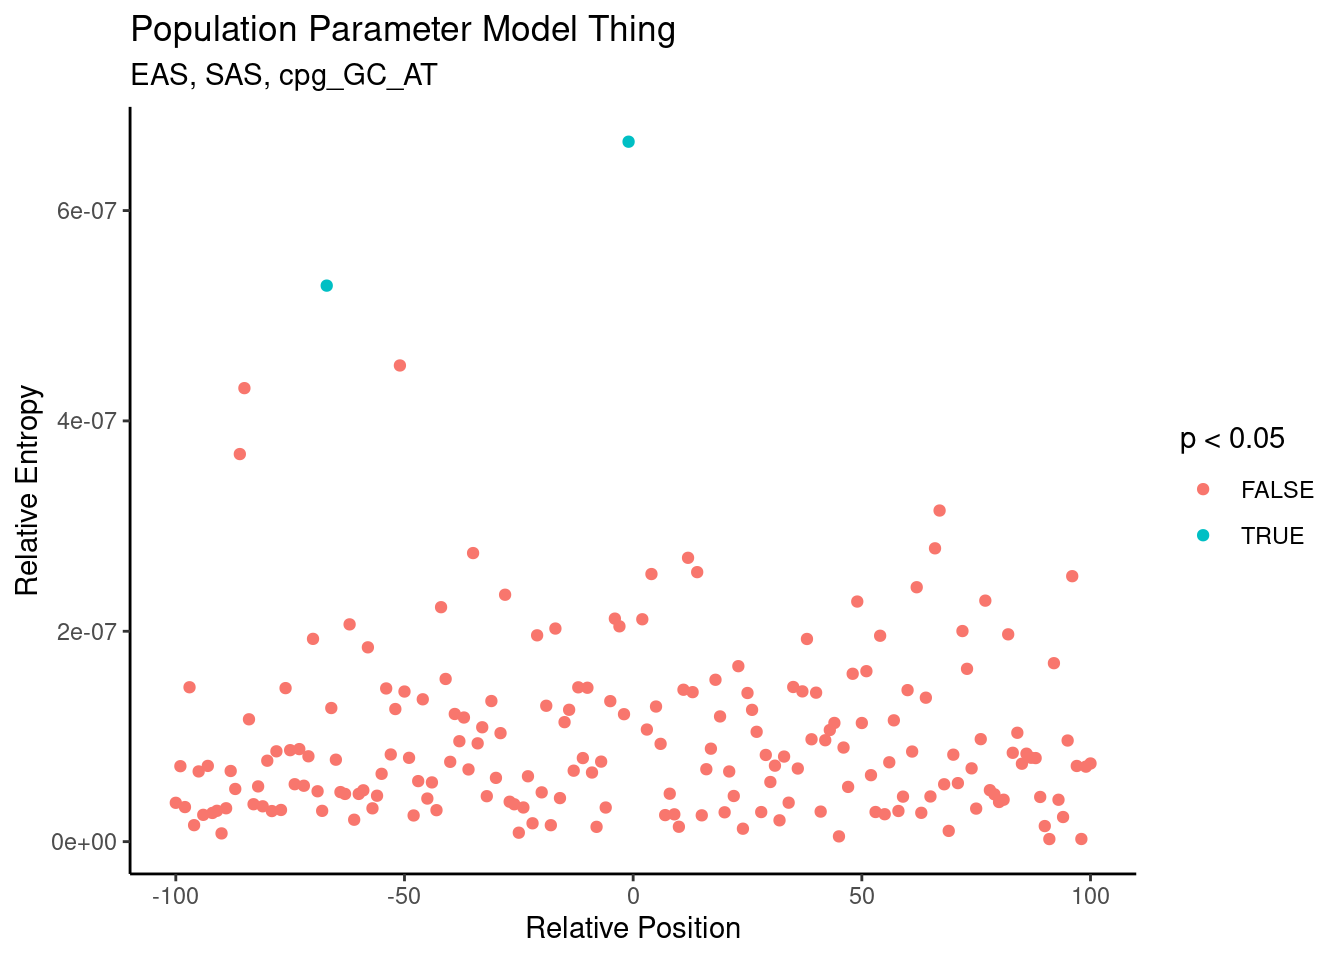 Population Parameter Model Thing
EAS, SAS, cpg_GC_AT
Relative Entropy
6e-07
4e-07
2e-07
0e+00
-100
-50
0
50
100
Relative Position
p < 0.05
FALSE
TRUE